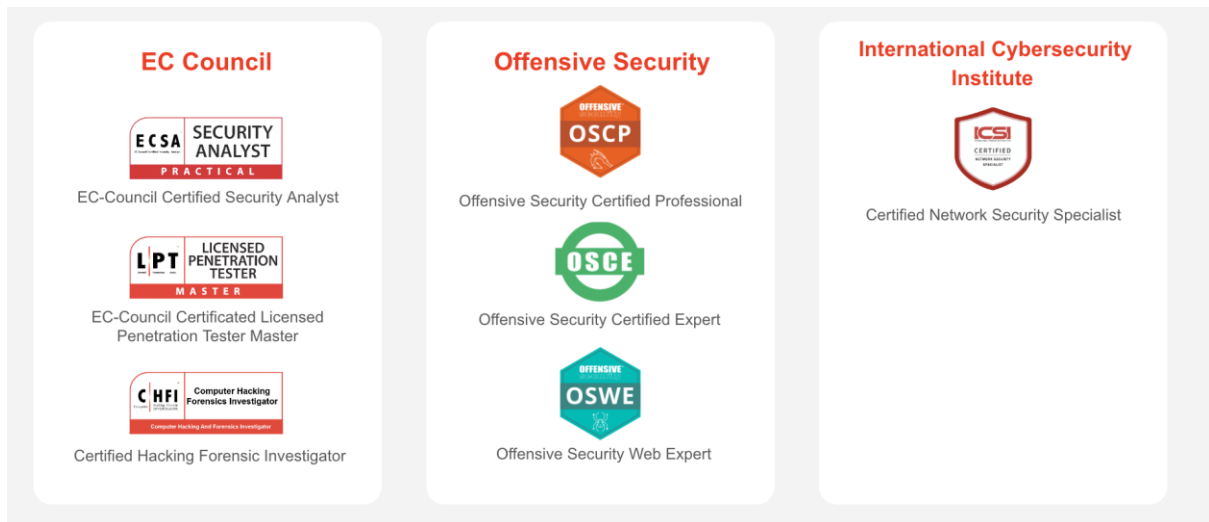 EC Council
ECSA
SECURITY
ANALYST
PRACTICAL
EC-Council Certified Security Analyst
LPT
LICENSED
PENETRATION
TESTER
MASTER
EC-Council Certificated Licensed
Penetration Tester Master
CHFI
Computer Hacking
Forensics Investigator
Computer Hacking And Forensics Investigator
Certified Hacking Forensic Investigator
Offensive Security
OFFENSIVE
OSCP
Offensive Security Certified Professional
OSCE
Offensive Security Certified Expert
OFFENSIVE
OSWE
Offensive Security Web Expert
International Cybersecurity
Institute
ICSI
CERTIFIED
NETWORK SECURITY
SPECIALIST
Certified Network Security Specialist